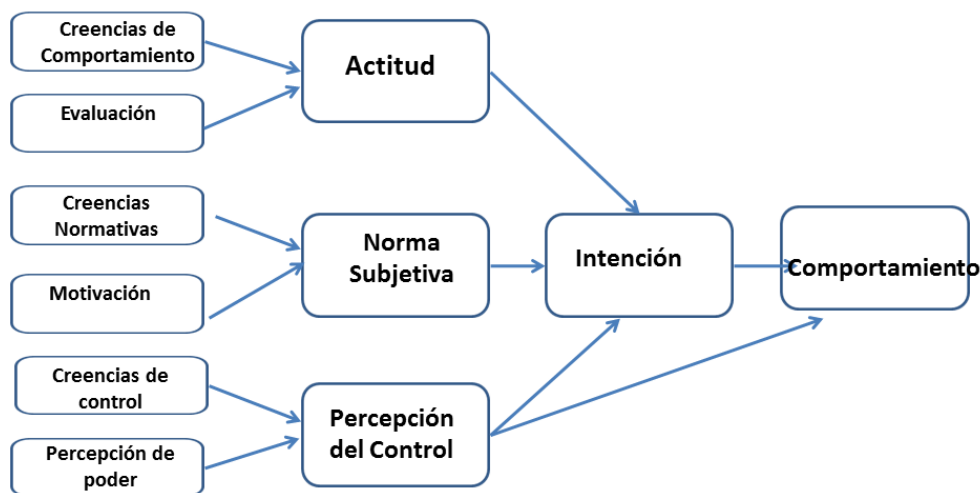 Creencias de
Comportamiento
Evaluación
Actitud
Creencias
Normativas
Motivación
Norma
Subjetiva
Intención
Comportamiento
Creencias de
control
Percepción de
poder
Percepción
del Control